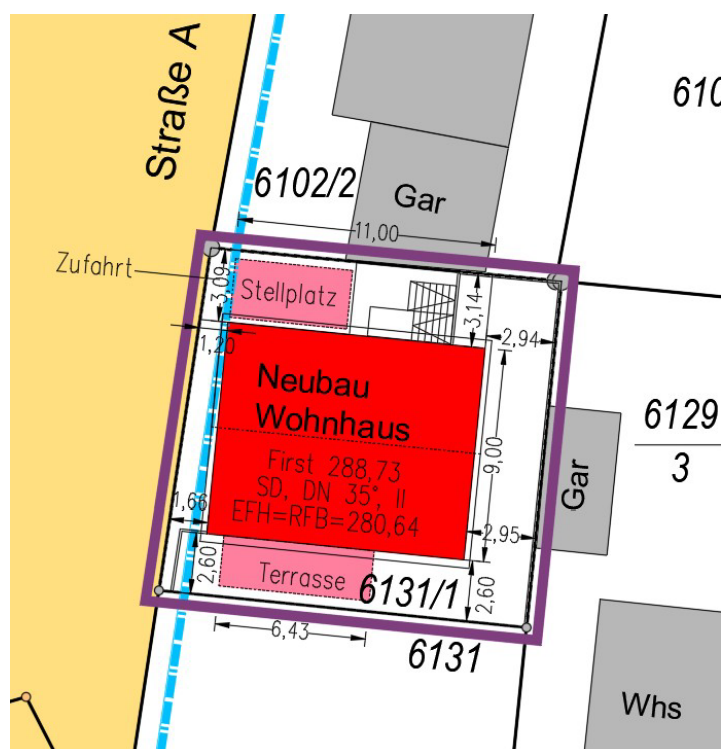 Straße A
610
6102/2
Gar
11,00
Zufahrt
3,09
Stellplatz
3,14
2,94
1,20
Neubau
Wohnhaus
6129
3
First 288,73
SD, DN 35°, II
EFH=RFB=280,64
9,00
Gar
1,66
2,95
2,60
Terrasse
6131/1
2,60
6,43
6131
Whs